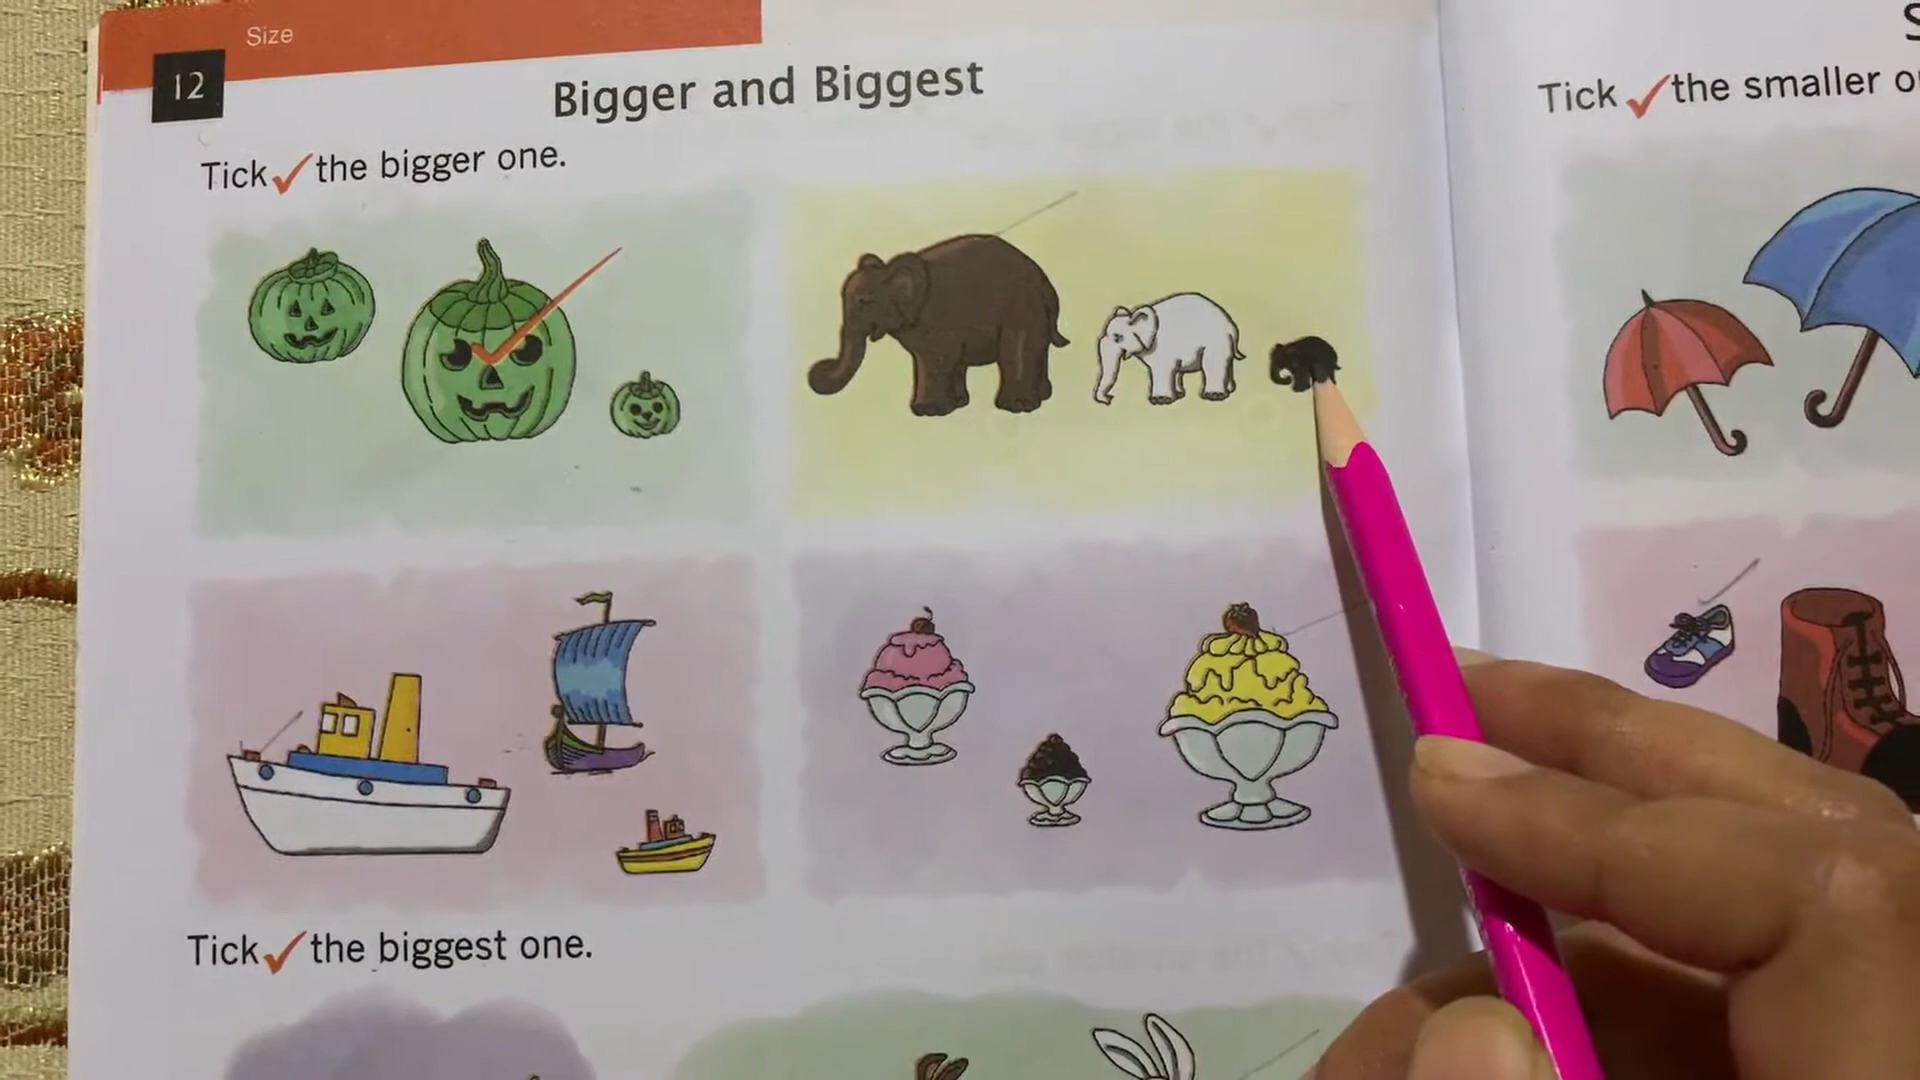 Size
12
Bigger and Biggest
Tick ✓ the bigger one.
Tick ✓ the biggest one.
Tick ✓ the smaller